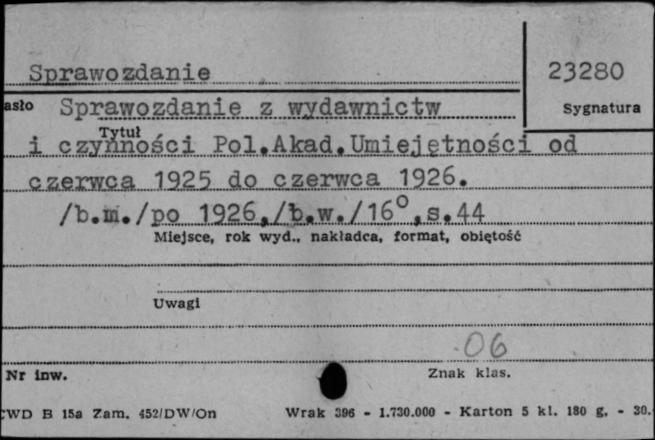 Sprawozdanie 23280
asło Sprawozdanie z wydawnictw Sygnatura
Tytuł
i czynności Pol.Akad.Umiejętności od
czerwca 1925 do czerwca 1926.
/b.m./po 1926,/b.w./16°,s.44
Miejsce, rok wyd., nakładca, format, objętość
Uwagi
06
Nr inw. Znak klas.
CWD B 15a Zam. 452/DW/On Wrak 396 - 1.730.000 - Karton 5 kl. 180 g. - 30.